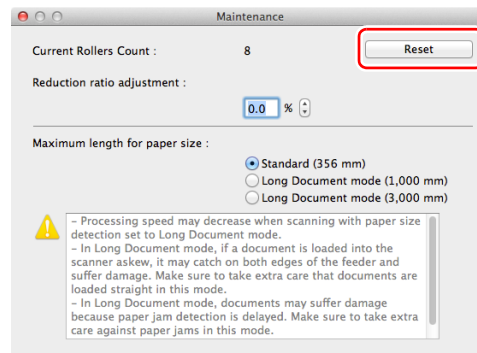 Maintenance
Current Rollers Count : 8 Reset
Reduction ratio adjustment :
0.0 %
Maximum length for paper size :
Standard (356 mm)
Long Document mode (1,000 mm)
Long Document mode (3,000 mm)
– Processing speed may decrease when scanning with paper size
detection set to Long Document mode.
– In Long Document mode, if a document is loaded into the
scanner askew, it may catch on both edges of the feeder and
suffer damage. Make sure to take extra care that documents are
loaded straight in this mode.
– In Long Document mode, documents may suffer damage
because paper jam detection is delayed. Make sure to take extra
care against paper jams in this mode.